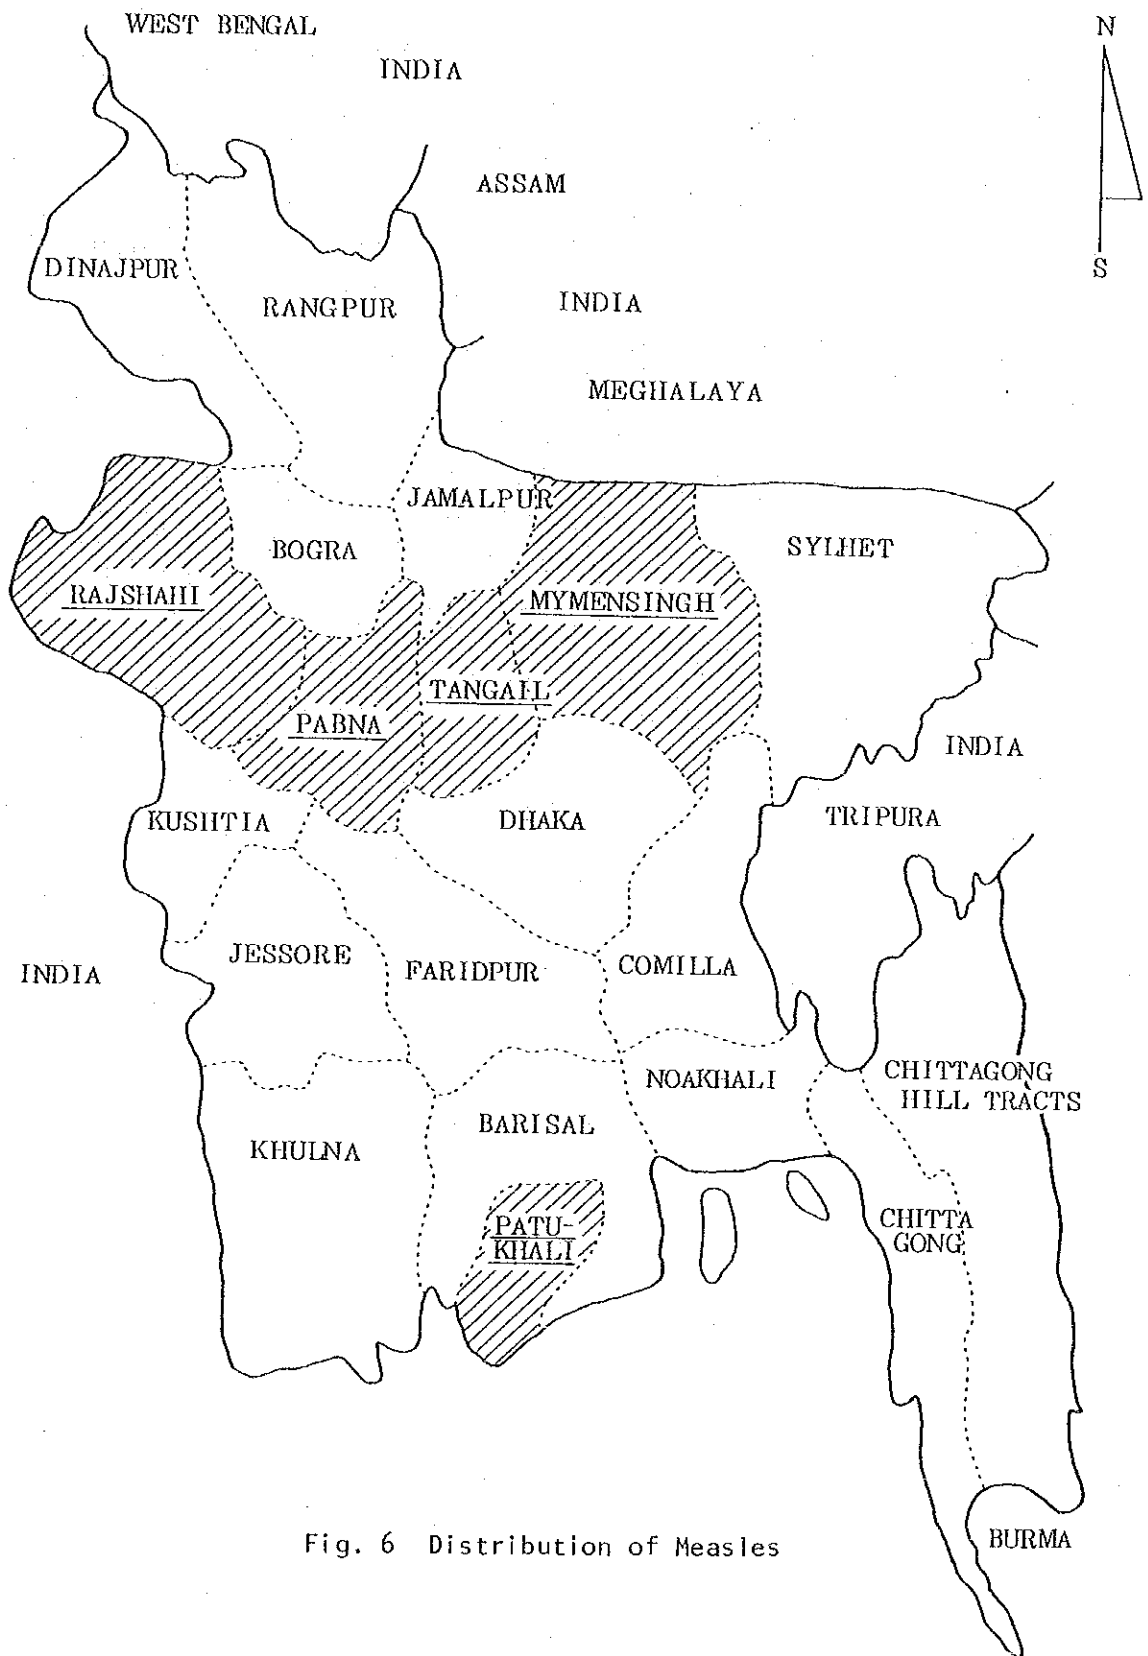 WEST BENGAL
N
INDIA
ASSAM
S
DINAJPUR
RANGPUR
INDIA
MEGHALAYA
JAMALPUR
BOGRA
SYLHET
RAJSHAHI
MYMENSINGH
TANGAIL
PABNA
INDIA
KUSHTIA
DHAKA
TRIPURA
JESSORE
FARIDPUR
COMILLA
INDIA
NOAKHALI
CHITTAGONG
HILL TRACTS
BARISAL
KHULNA
PATU-
KHALI
CHITTA
GONG
Fig. 6 Distribution of Measles
BURMA